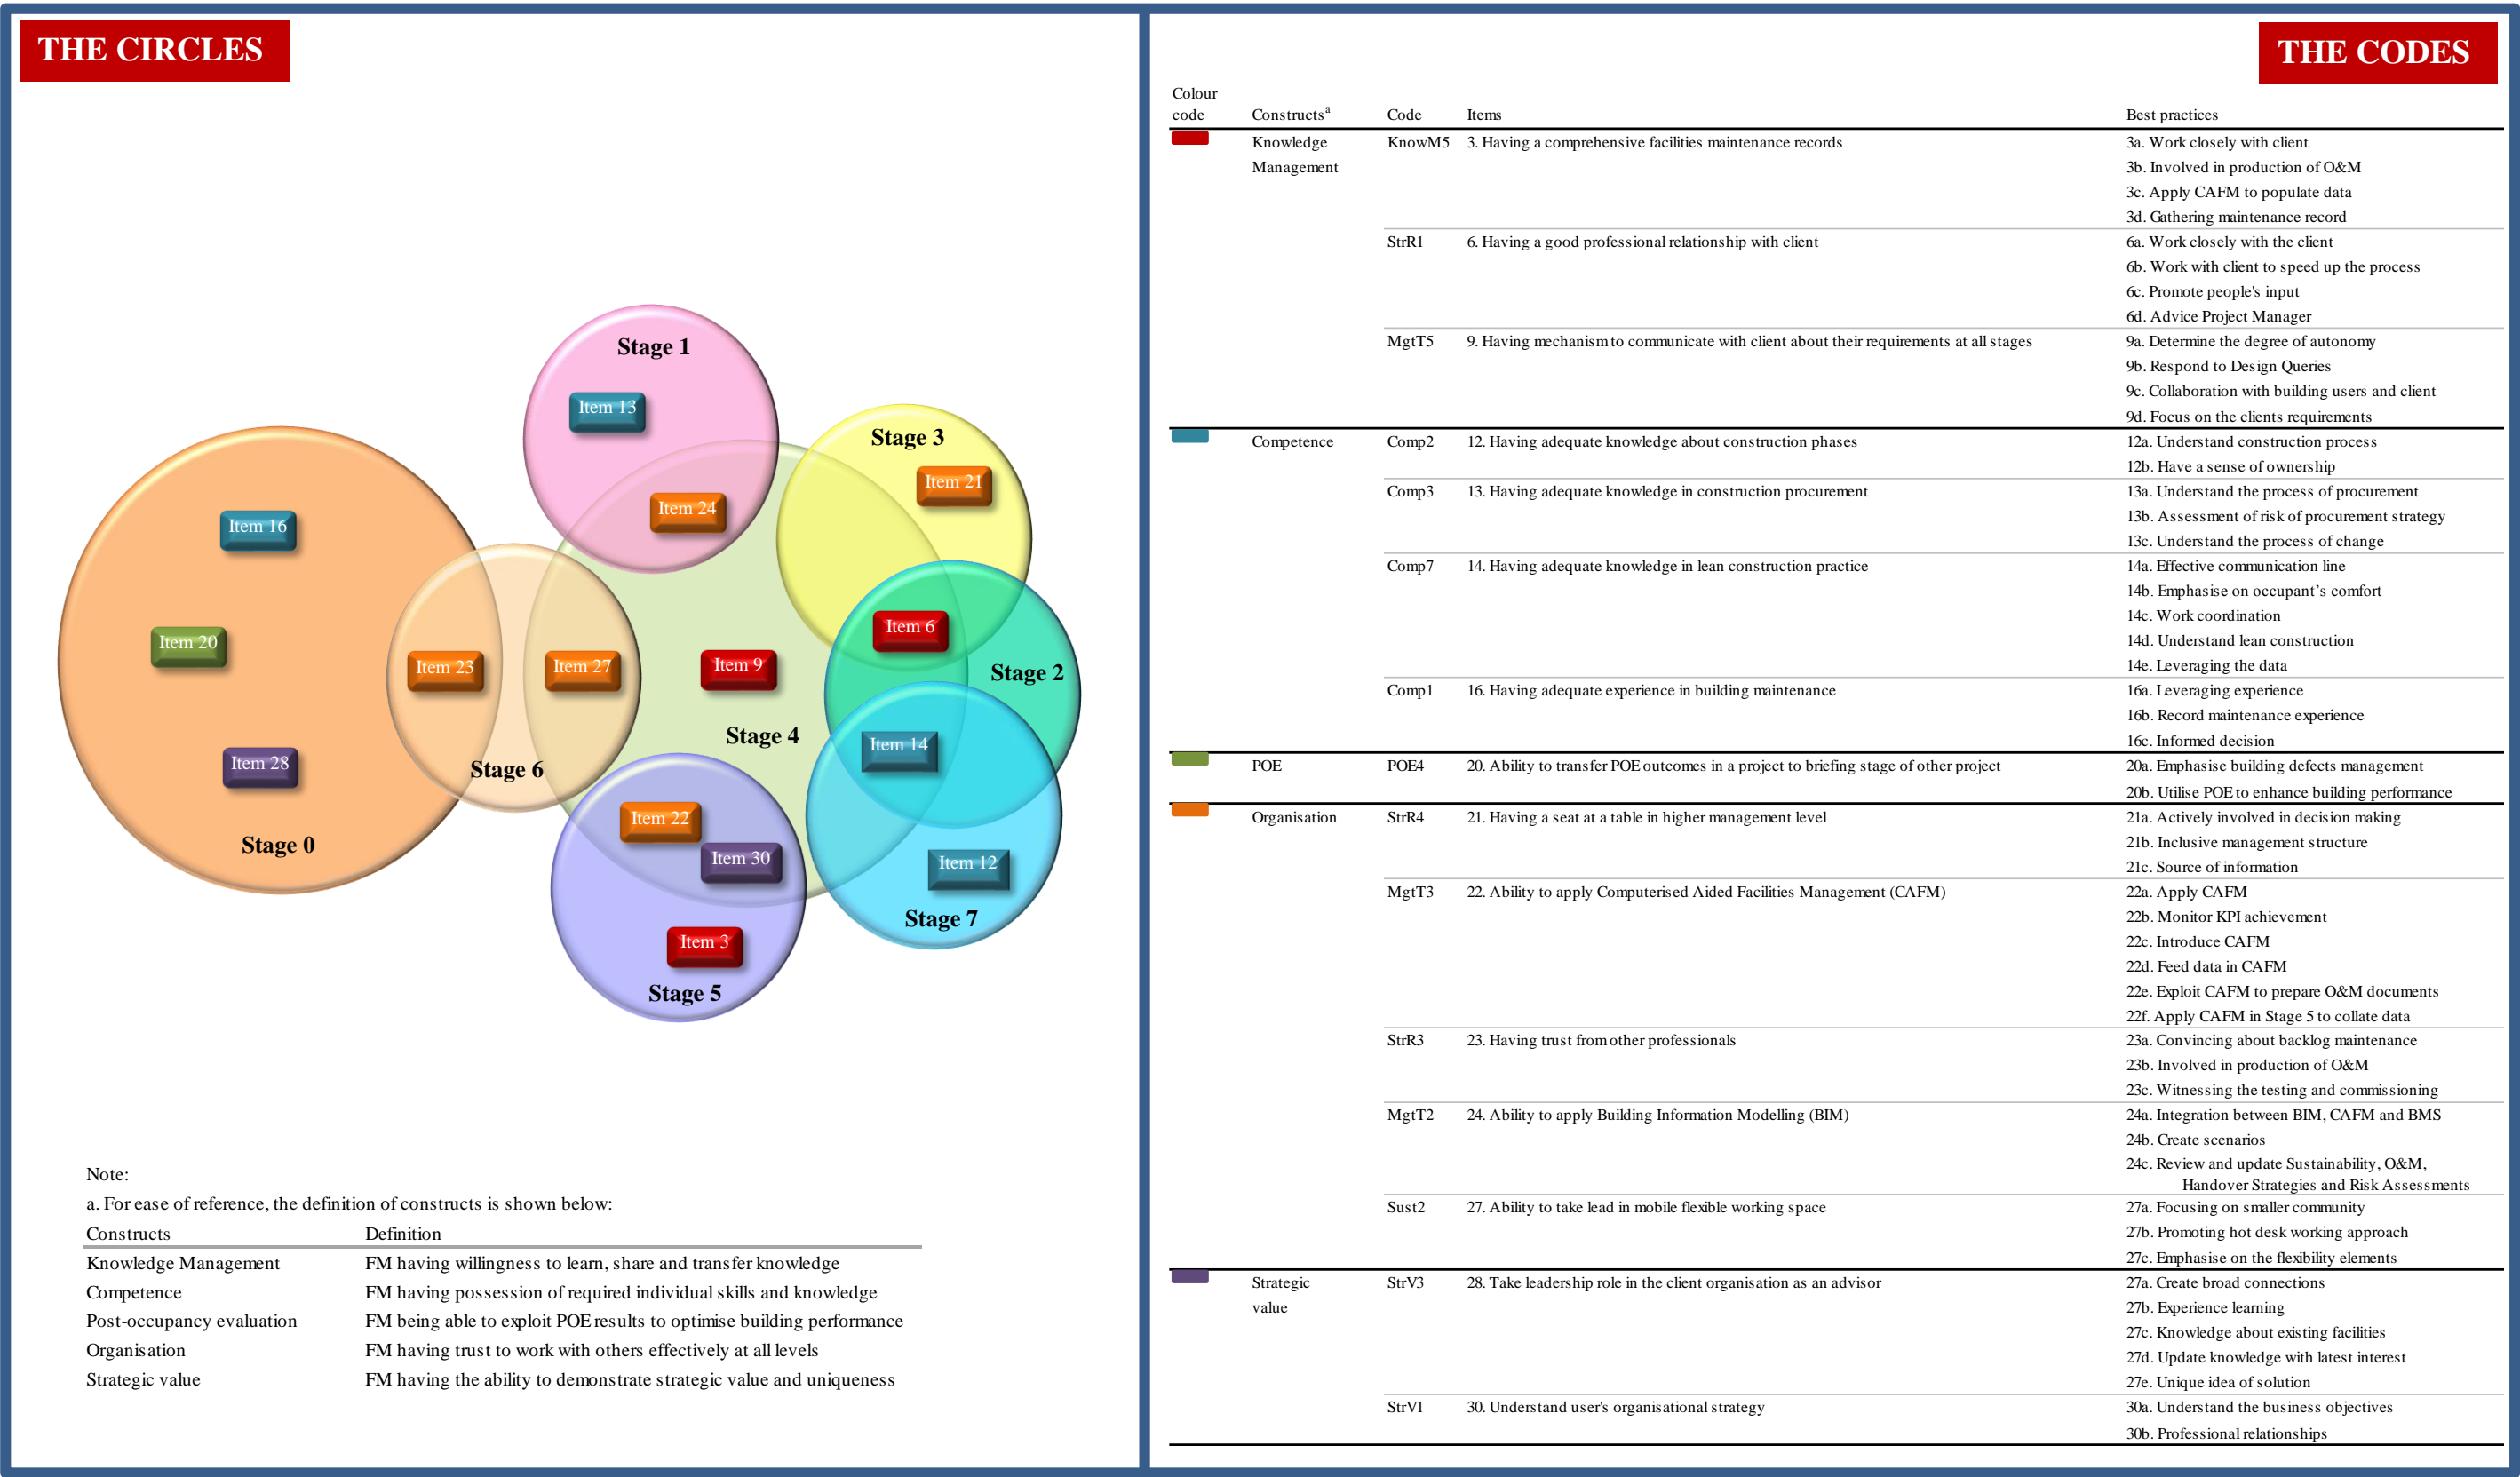 THE CIRCLES
Stage 1
Item 13
Stage 3
Item 21
Item 24
Item 16
Item 20
Item 6
Item 23
Item 27
Item 9
Stage 2
Stage 4
Item 14
Item 28
Stage 6
Item 22
Stage 0
Item 30
Item 12
Stage 7
Item 3
Stage 5
Note:
a. For ease of reference, the definition of constructs is shown below:
Constructs Definition
Knowledge Management FM having willingness to learn, share and transfer knowledge
Competence FM having possession of required individual skills and knowledge
Post-occupancy evaluation FM being able to exploit POE results to optimise building performance
Organisation FM having trust to work with others effectively at all levels
Strategic value FM having the ability to demonstrate strategic value and uniqueness
THE CODES
Colour
code Constructs a Code Items Best practices
Knowledge KnowM5 3. Having a comprehensive facilities maintenance records 3a. Work closely with client
Management 3b. Involved in production of O&M
3c. Apply CAFM to populate data
3d. Gathering maintenance record
StrR1 6. Having a good professional relationship with client 6a. Work closely with the client
6b. Work with client to speed up the process
6c. Promote people's input
6d. Advice Project Manager
MgtT5 9. Having mechanism to communicate with client about their requirements at all stages 9a. Determine the degree of autonomy
9b. Respond to Design Queries
9c. Collaboration with building users and client
9d. Focus on the clients requirements
Competence Comp2 12. Having adequate knowledge about construction phases 12a. Understand construction process
12b. Have a sense of ownership
Comp3 13. Having adequate knowledge in construction procurement 13a. Understand the process of procurement
13b. Assessment of risk of procurement strategy
13c. Understand the process of change
Comp7 14. Having adequate knowledge in lean construction practice 14a. Effective communication line
14b. Emphasise on occupant’s comfort
14c. Work coordination
14d. Understand lean construction
14e. Leveraging the data
Comp1 16. Having adequate experience in building maintenance 16a. Leveraging experience
16b. Record maintenance experience
16c. Informed decision
POE POE4 20. Ability to transfer POE outcomes in a project to briefing stage of other project 20a. Emphasise building defects management
20b. Utilise POE to enhance building performance
Organisation StrR4 21. Having a seat at a table in higher management level 21a. Actively involved in decision making
21b. Inclusive management structure
21c. Source of information
MgtT3 22. Ability to apply Computerised Aided Facilities Management (CAFM) 22a. Apply CAFM
22b. Monitor KPI achievement
22c. Introduce CAFM
22d. Feed data in CAFM
22e. Exploit CAFM to prepare O&M documents
22f. Apply CAFM in Stage 5 to collate data
StrR3 23. Having trust from other professionals 23a. Convincing about backlog maintenance
23b. Involved in production of O&M
23c. Witnessing the testing and commissioning
MgtT2 24. Ability to apply Building Information Modelling (BIM) 24a. Integration between BIM, CAFM and BMS
24b. Create scenarios
24c. Review and update Sustainability, O&M,
Handover Strategies and Risk Assessments
Sust2 27. Ability to take lead in mobile flexible working space 27a. Focusing on smaller community
27b. Promoting hot desk working approach
27c. Emphasise on the flexibility elements
Strategic StrV3 28. Take leadership role in the client organisation as an advisor 27a. Create broad connections
value 27b. Experience learning
27c. Knowledge about existing facilities
27d. Update knowledge with latest interest
27e. Unique idea of solution
StrV1 30. Understand user's organisational strategy 30a. Understand the business objectives
30b. Professional relationships